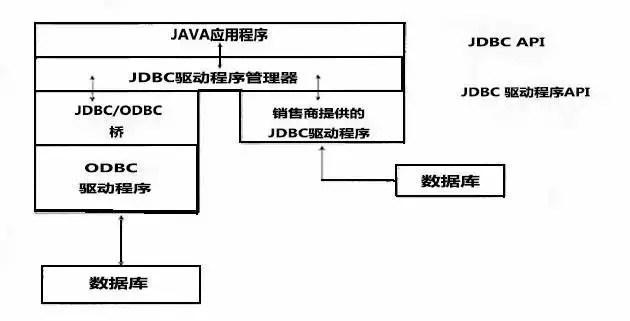 JAVA应用程序
JDBC API
JDBC驱动程序管理器
JDBC 驱动程序API
JDBC/ODBC
桥
销售商提供的
JDBC驱动程序
ODBC
驱动程序
数据库
数据库